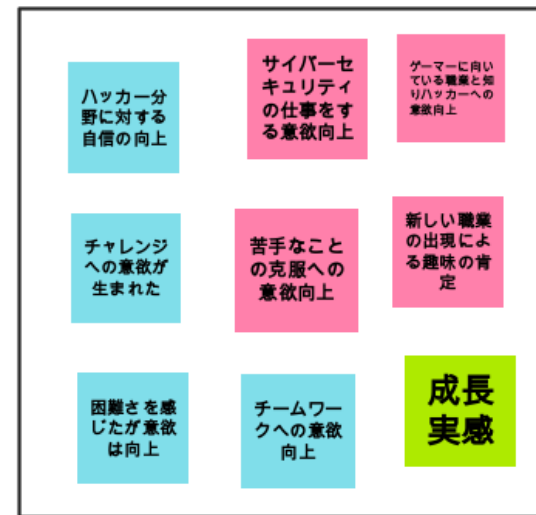 ハッカー分
野に対する
自信の向上
サイバーセ
キュリティ
の仕事をす
る意欲向上
ゲーマーに向い
ている職業と知
りハッカーへの
意欲向上
チャレンジ
への意欲が
生まれた
苦手なこと
の克服への
意欲向上
新しい職業
の出現によ
る趣味の肯
定
困難さを感
じたが意欲
は向上
チームワー
クへの意欲
向上
成長
実感